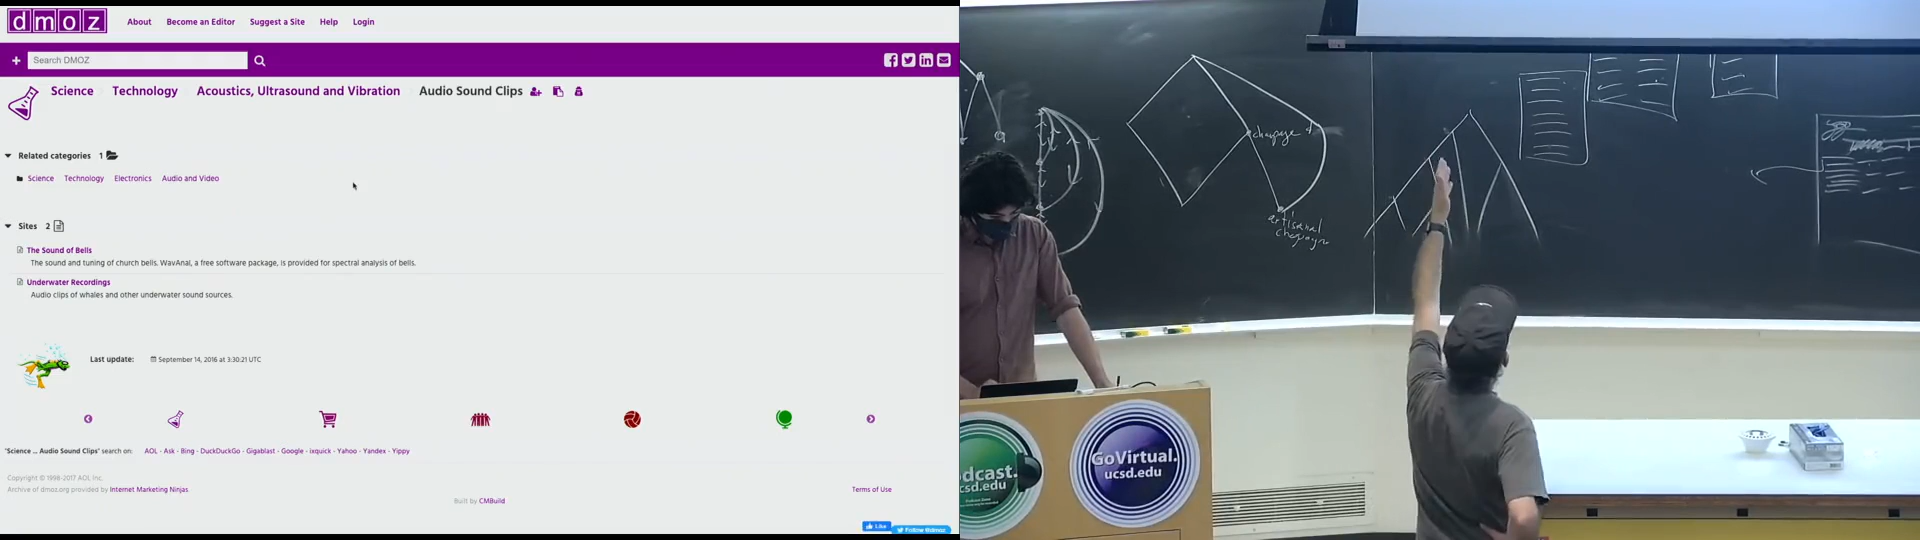 dmoz
About Become an Editor Suggest a Site Help Login
+ Search DMOZ
Science Technology Acoustics, Ultrasound and Vibration Audio Sound Clips
Related categories 1
Science Technology Electronics Audio and Video
Sites 2
The Sound of Bells
The sound and tuning of church bells. WavAnal, a free software package, is provided for spectral analysis of bells.
Underwater Recordings
Audio clips of whales and other underwater sound sources.
Last update: September 14, 2016 at 3:30:21 UTC
"Science ... Audio Sound Clips" search on: AOL - Ask - Bing - DuckDuckGo - Gigablast - Google - ixquick - Yahoo - Yandex - Yippy
Copyright © 1998-2017 AOL Inc.
Archive of dmoz.org provided by Internet Marketing Ninjas
Terms of Use
Built by CMBuild
Like Follow @dmoz
artisanal
dcast.
csd.edu
GoVirtual.
ucsd.edu